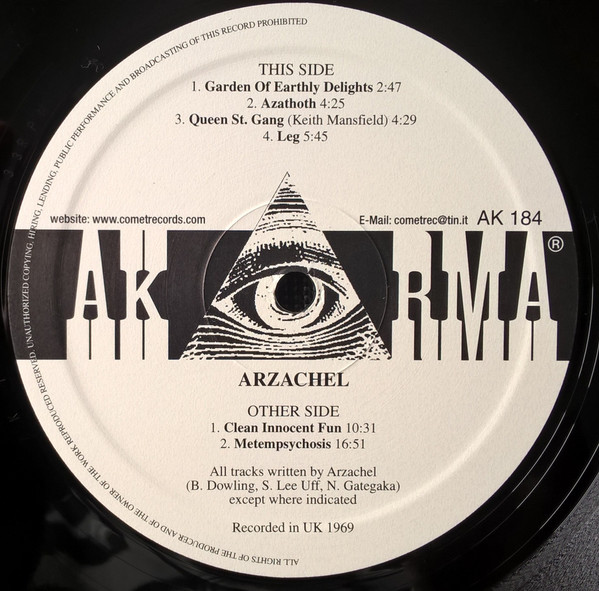 ALL RIGHTS OF THE PRODUCER AND OF THE OWNER OF THE WORK REPRODUCED RESERVED. UNAUTHORIZED COPYING, HIRING, LENDING, PUBLIC PERFORMANCE AND BROADCASTING OF THIS RECORD PROHIBITED
THIS SIDE
1. Garden Of Earthly Delights 2:47
2. Azathoth 4:25
3. Queen St. Gang (Keith Mansfield) 4:29
4. Leg 5:45
website: www.cometrecords.com E-Mail: cometrec@tin.it AK 184
AK RMA ®
ARZACHEL
OTHER SIDE
1. Clean Innocent Fun 10:31
2. Metempsychosis 16:51
All tracks written by Arzachel
(B. Dowling, S. Lee Uff, N. Gategaka)
except where indicated
Recorded in UK 1969